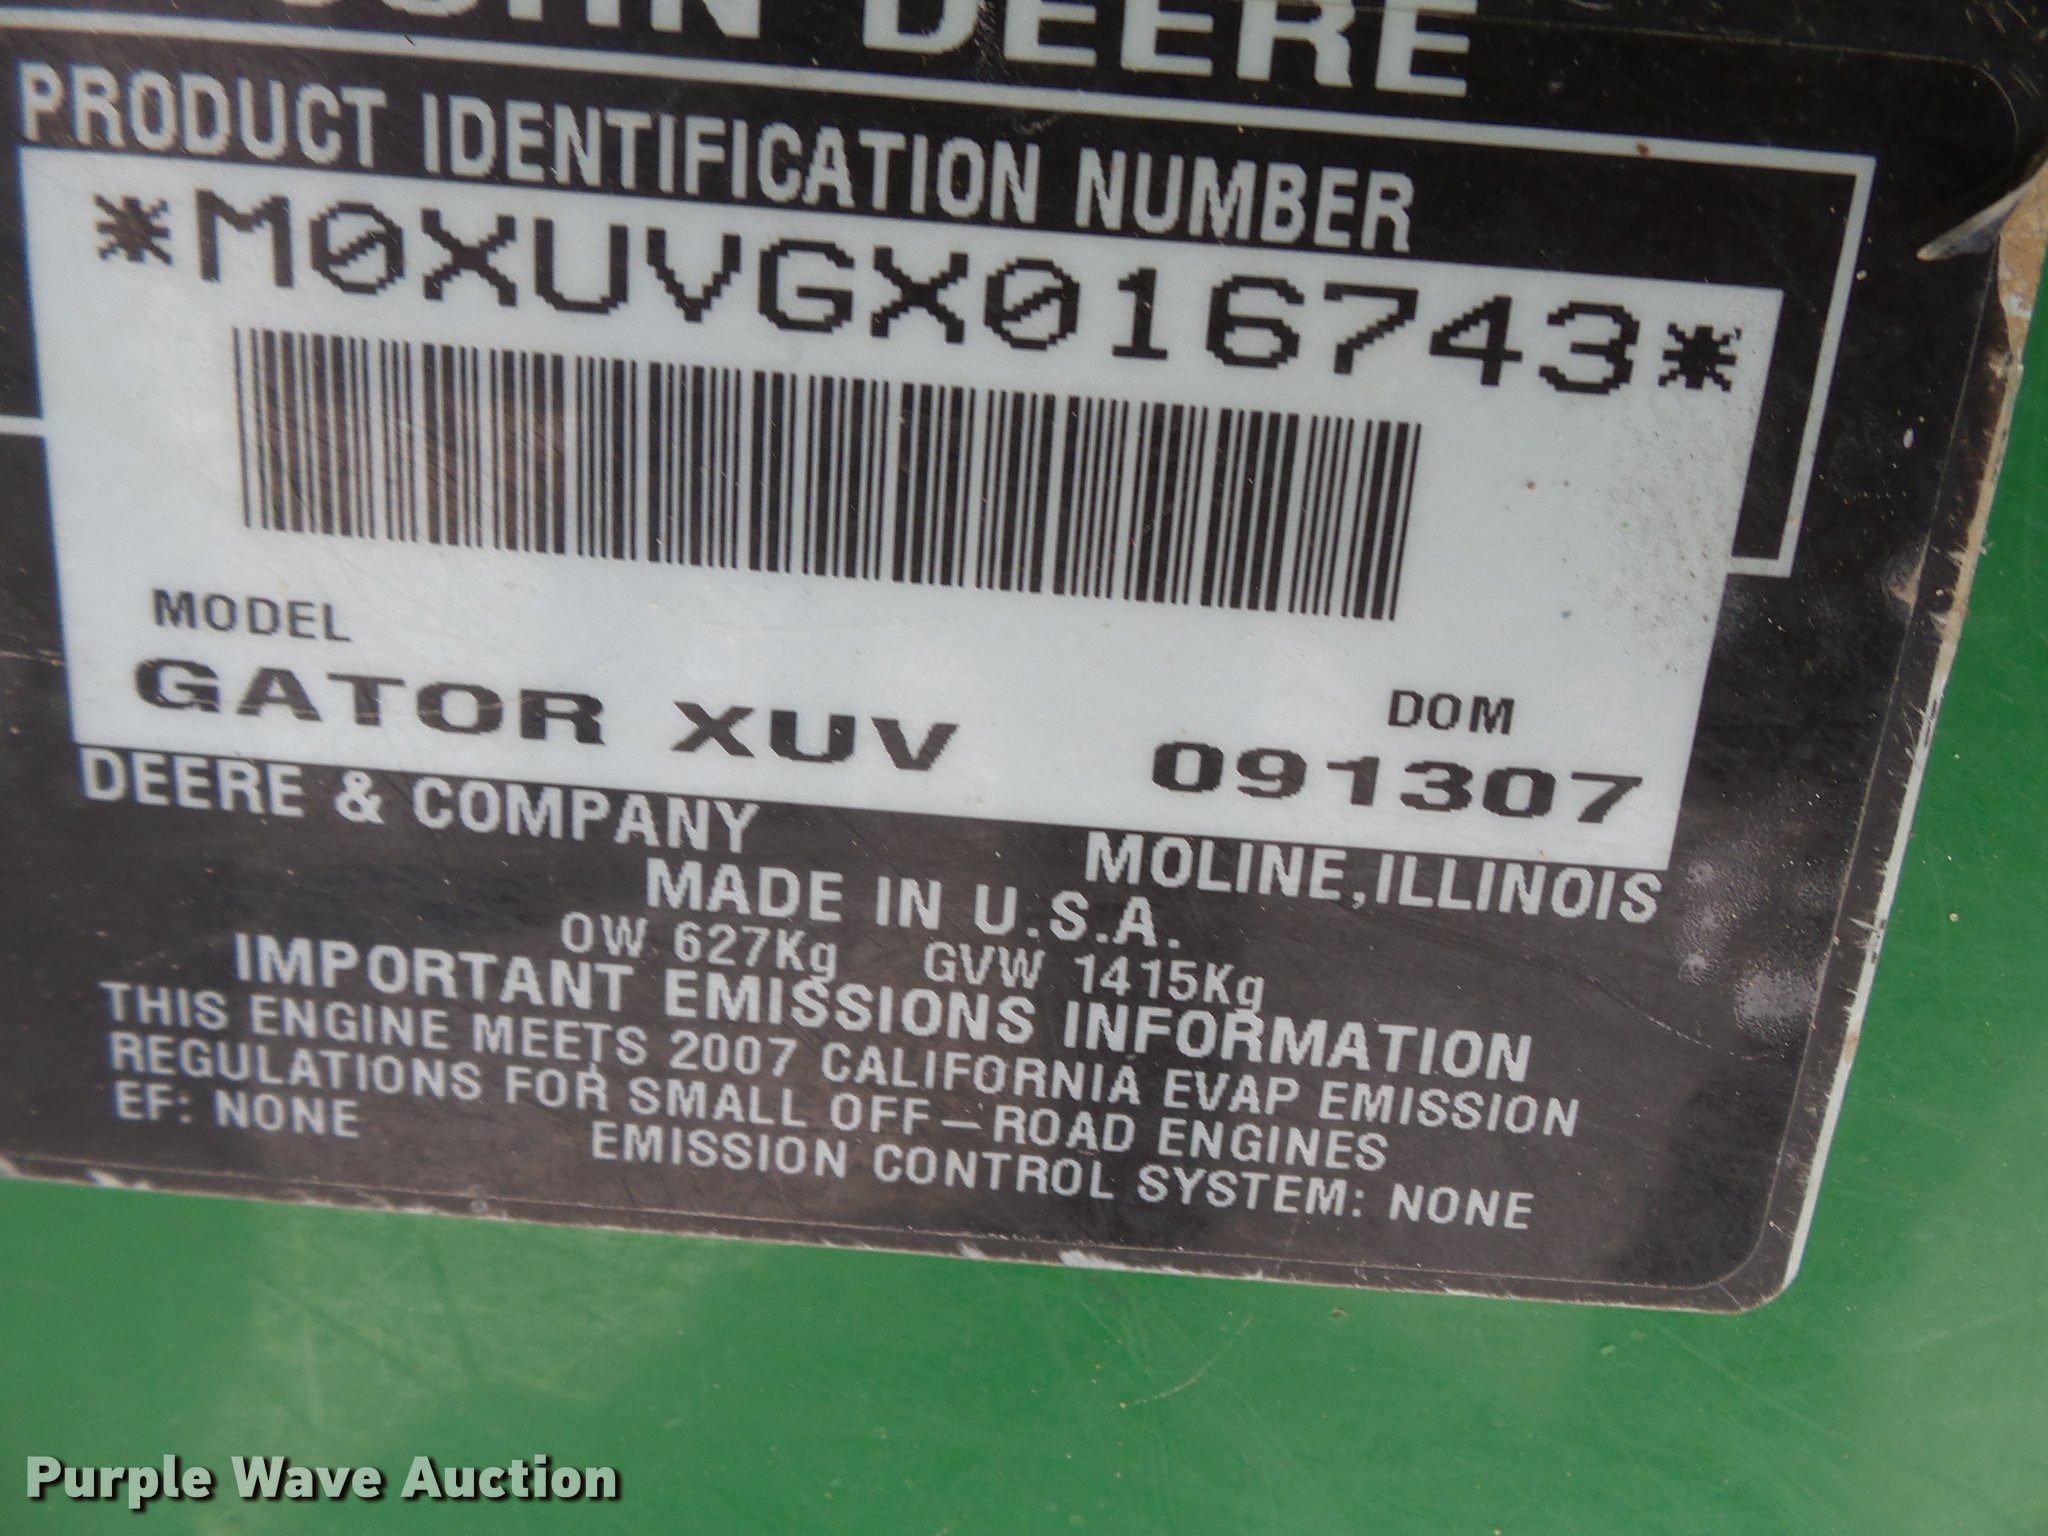 JOHN DEERE
PRODUCT IDENTIFICATION NUMBER
*M0XUVGX016743*
MODEL
GATOR XUV
DOM
091307
DEERE & COMPANY
MOLINE, ILLINOIS
MADE IN U.S.A.
OW 627Kg GVW 1415Kg
IMPORTANT EMISSIONS INFORMATION
THIS ENGINE MEETS 2007 CALIFORNIA EVAP EMISSION
REGULATIONS FOR SMALL OFF-ROAD ENGINES
EF: NONE EMISSION CONTROL SYSTEM: NONE
Purple Wave Auction